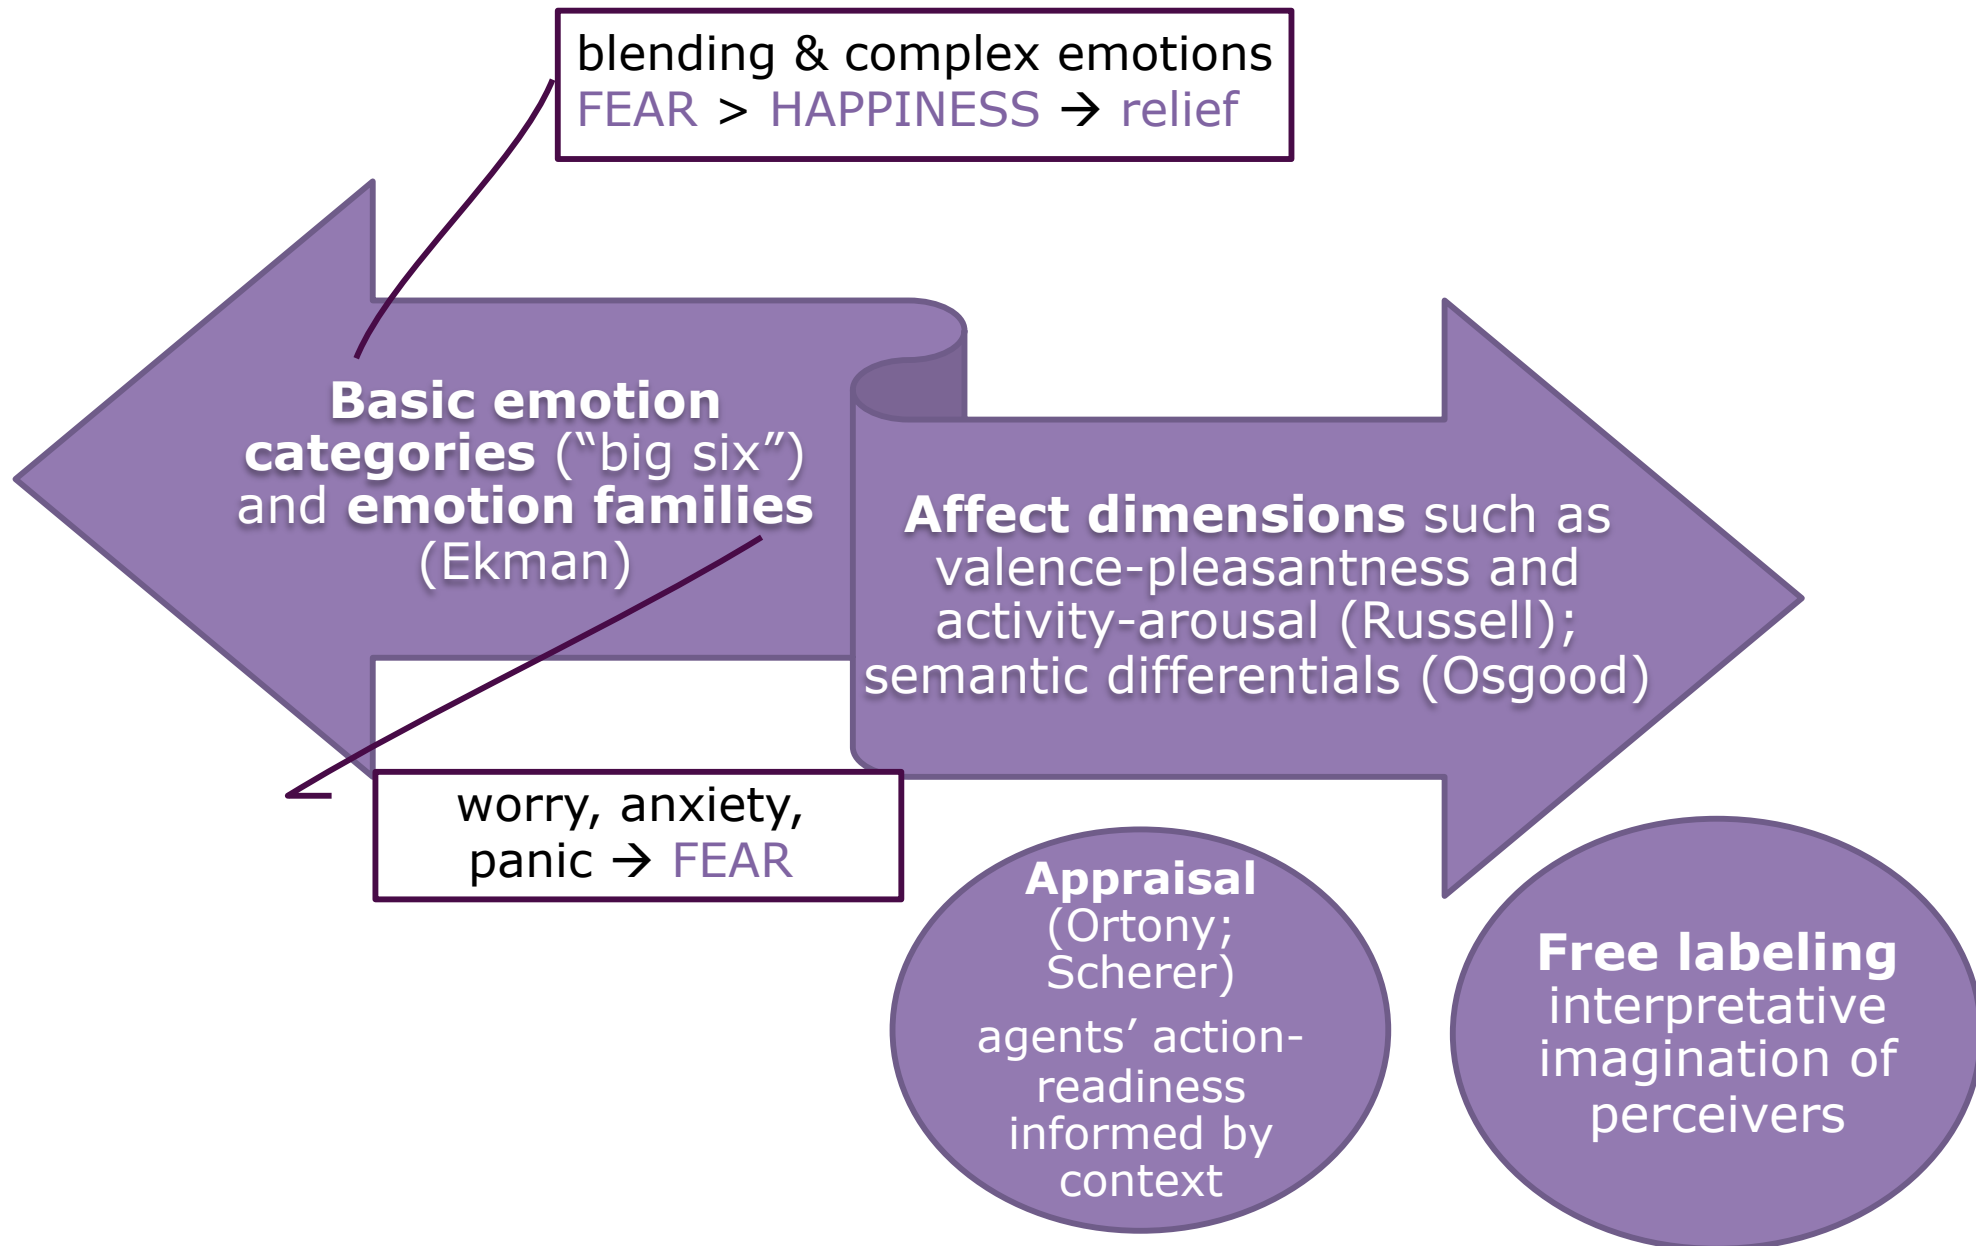 blending & complex emotions
FEAR > HAPPINESS → relief
Basic emotion
categories (“big six”)
and emotion families
(Ekman)
Affect dimensions such as
valence-pleasantness and
activity-arousal (Russell);
semantic differentials (Osgood)
worry, anxiety,
panic → FEAR
Appraisal
(Ortony;
Scherer)
agents’ action-
readiness
informed by
context
Free labeling
interpretative
imagination of
perceivers